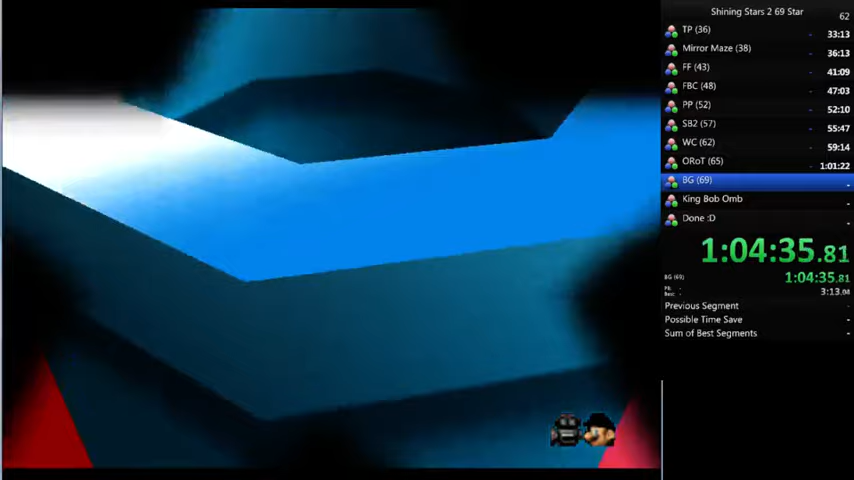 Shining Stars 2 69 Star
62
TP (36) - 33:13
Mirror Maze (38) - 36:13
FF (43) - 41:09
FBC (48) - 47:03
PP (52) - 52:10
SB2 (57) - 55:47
WC (62) - 59:14
ORoT (65) - 1:01:22
BG (69) -
King Bob Omb -
Done :D -
1:04:35.81
BG (69) 1:04:35.81
PB: -
Best: - 3:13.04
Previous Segment -
Possible Time Save -
Sum of Best Segments -